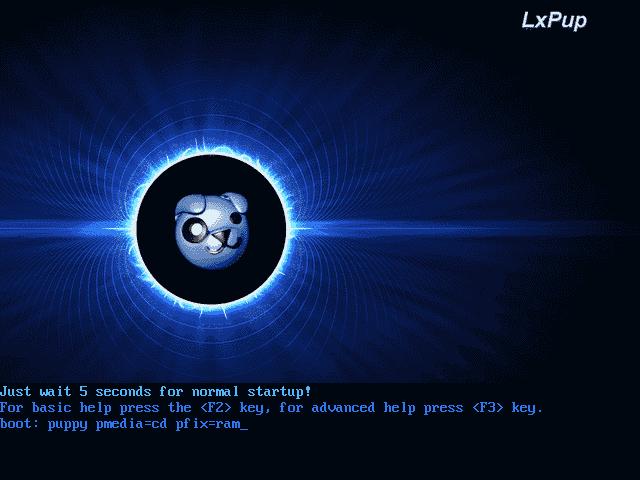 LxPup
Just wait 5 seconds for normal startup!
For basic help press the <F2> key, for advanced help press <F3> key.
boot: puppy pmedia=cd pfix=ram_